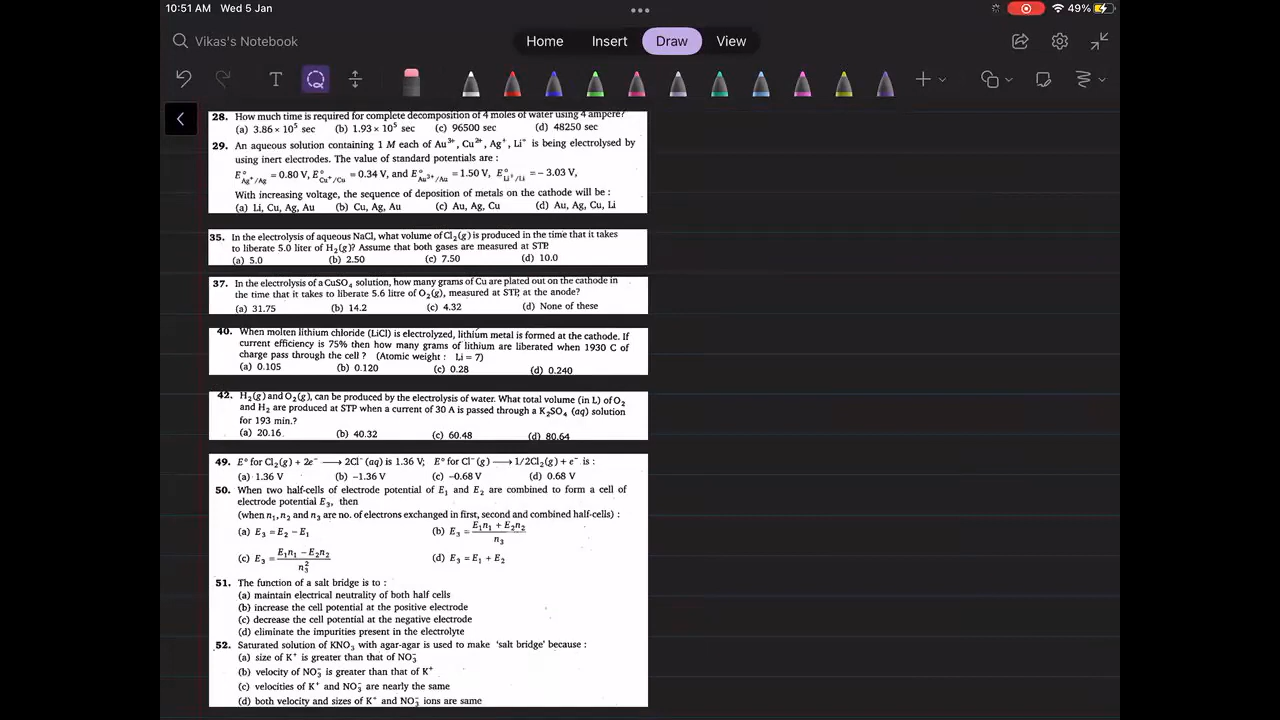 10:51 AM Wed 5 Jan
49%
Vikas's Notebook
Home Insert Draw View
28. How much time is required for complete decomposition of 4 moles of water using 4 ampere?
(a) 3.86 × 10⁵ sec (b) 1.93 × 10⁵ sec (c) 96500 sec (d) 48250 sec
29. An aqueous solution containing 1 M each of Au³⁺, Cu²⁺, Ag⁺, Li⁺ is being electrolysed by
using inert electrodes. The value of standard potentials are :
E°Ag⁺/Ag = 0.80 V, E°Cu⁺/Cu = 0.34 V, and E°Au³⁺/Au = 1.50 V, E°Li⁺/Li = – 3.03 V,
With increasing voltage, the sequence of deposition of metals on the cathode will be :
(a) Li, Cu, Ag, Au (b) Cu, Ag, Au (c) Au, Ag, Cu (d) Au, Ag, Cu, Li
35. In the electrolysis of aqueous NaCl, what volume of Cl₂(g) is produced in the time that it takes
to liberate 5.0 liter of H₂(g)? Assume that both gases are measured at STP.
(a) 5.0 (b) 2.50 (c) 7.50 (d) 10.0
37. In the electrolysis of a CuSO₄ solution, how many grams of Cu are plated out on the cathode in
the time that it takes to liberate 5.6 litre of O₂(g), measured at STP, at the anode?
(a) 31.75 (b) 14.2 (c) 4.32 (d) None of these
40. When molten lithium chloride (LiCl) is electrolyzed, lithium metal is formed at the cathode. If
current efficiency is 75% then how many grams of lithium are liberated when 1930 C of
charge pass through the cell ? (Atomic weight : Li = 7)
(a) 0.105 (b) 0.120 (c) 0.28 (d) 0.240
42. H₂(g) and O₂(g), can be produced by the electrolysis of water. What total volume (in L) of O₂
and H₂ are produced at STP when a current of 30 A is passed through a K₂SO₄ (aq) solution
for 193 min.?
(a) 20.16 (b) 40.32 (c) 60.48 (d) 80.64
49. E° for Cl₂(g) + 2e⁻ ⟶ 2Cl⁻ (aq) is 1.36 V; E° for Cl⁻(g) ⟶ 1/2Cl₂(g) + e⁻ is :
(a) 1.36 V (b) –1.36 V (c) –0.68 V (d) 0.68 V
50. When two half-cells of electrode potential of E₁ and E₂ are combined to form a cell of
electrode potential E₃, then
(when n₁, n₂ and n₃ are no. of electrons exchanged in first, second and combined half-cells) :
(a) E₃ = E₂ – E₁ (b) E₃ = (E₁n₁ + E₂n₂)/n₃
(c) E₃ = (E₁n₁ – E₂n₂)/n₃² (d) E₃ = E₁ + E₂
51. The function of a salt bridge is to :
(a) maintain electrical neutrality of both half cells
(b) increase the cell potential at the positive electrode
(c) decrease the cell potential at the negative electrode
(d) eliminate the impurities present in the electrolyte
52. Saturated solution of KNO₃ with agar-agar is used to make 'salt bridge' because :
(a) size of K⁺ is greater than that of NO₃⁻
(b) velocity of NO₃⁻ is greater than that of K⁺
(c) velocities of K⁺ and NO₃⁻ are nearly the same
(d) both velocity and sizes of K⁺ and NO₃⁻ ions are same